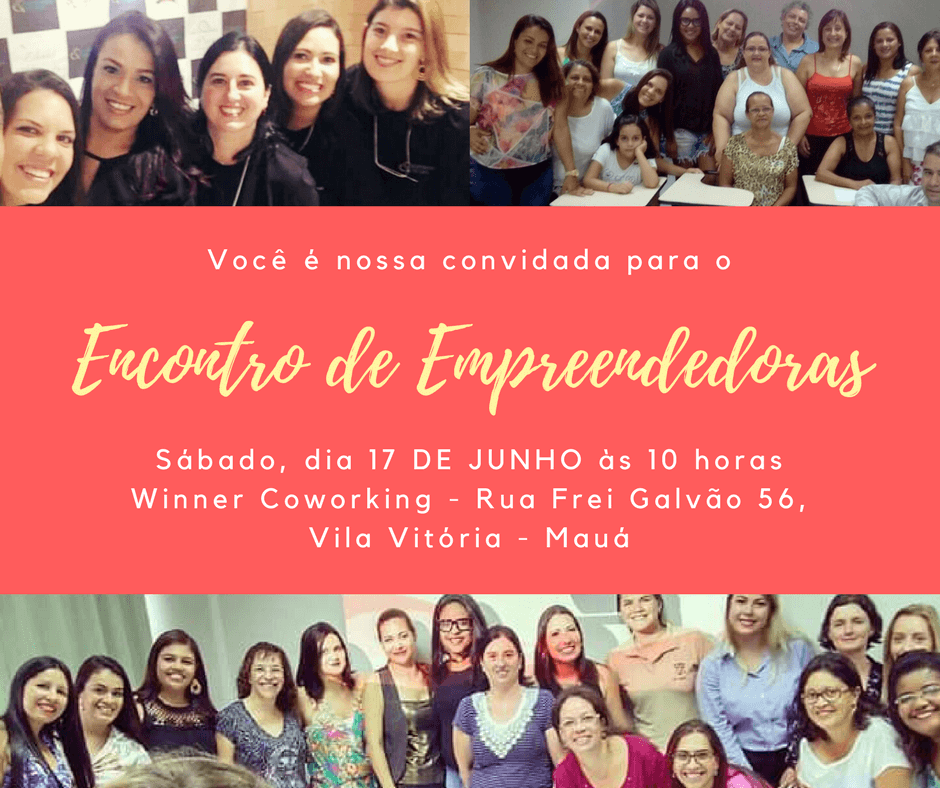 Você é nossa convidada para o
Encontro de Empreendedoras
Sábado, dia 17 DE JUNHO às 10 horas
Winner Coworking - Rua Frei Galvão 56,
Vila Vitória - Mauá